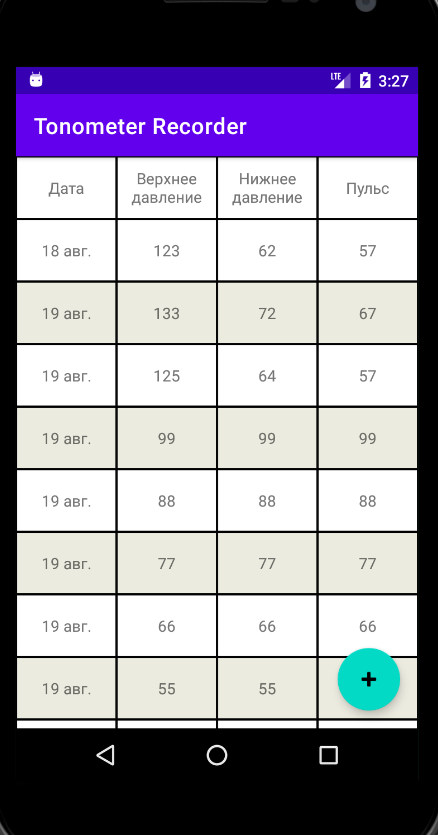 LTE 3:27
Tonometer Recorder
Дата Верхнее давление Нижнее давление Пульс
18 авг. 123 62 57
19 авг. 133 72 67
19 авг. 125 64 57
19 авг. 99 99 99
19 авг. 88 88 88
19 авг. 77 77 77
19 авг. 66 66 66
19 авг. 55 55
+